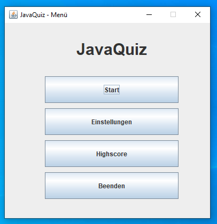 JavaQuiz - Menü
JavaQuiz
Start
Einstellungen
Highscore
Beenden